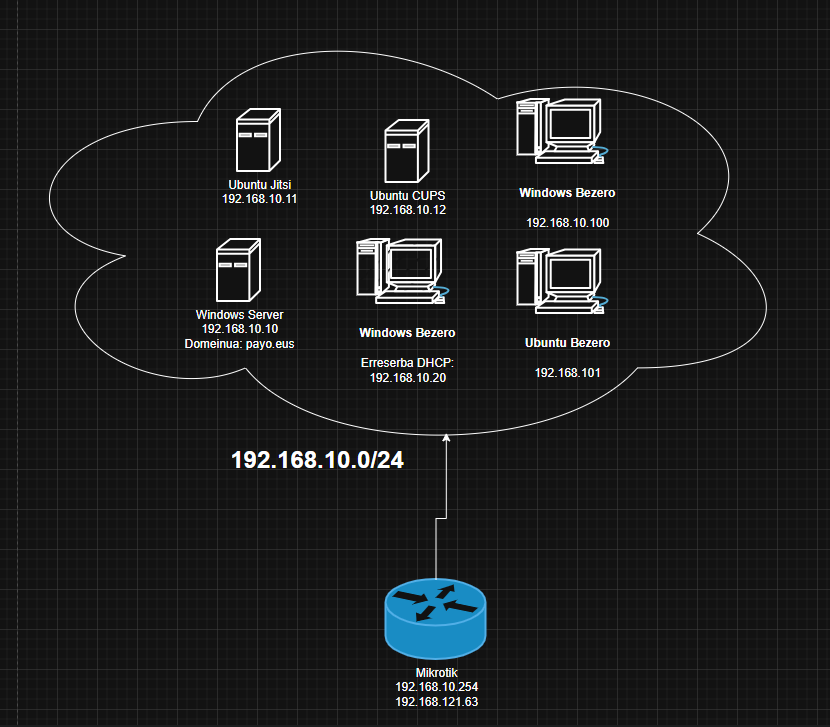 Ubuntu Jitsi
192.168.10.11
Ubuntu CUPS
192.168.10.12
Windows Bezero
192.168.10.100
Windows Server
192.168.10.10
Domeinua: payo.eus
Windows Bezero
Erreserba DHCP:
192.168.10.20
Ubuntu Bezero
192.168.101
192.168.10.0/24
Mikrotik
192.168.10.254
192.168.121.63